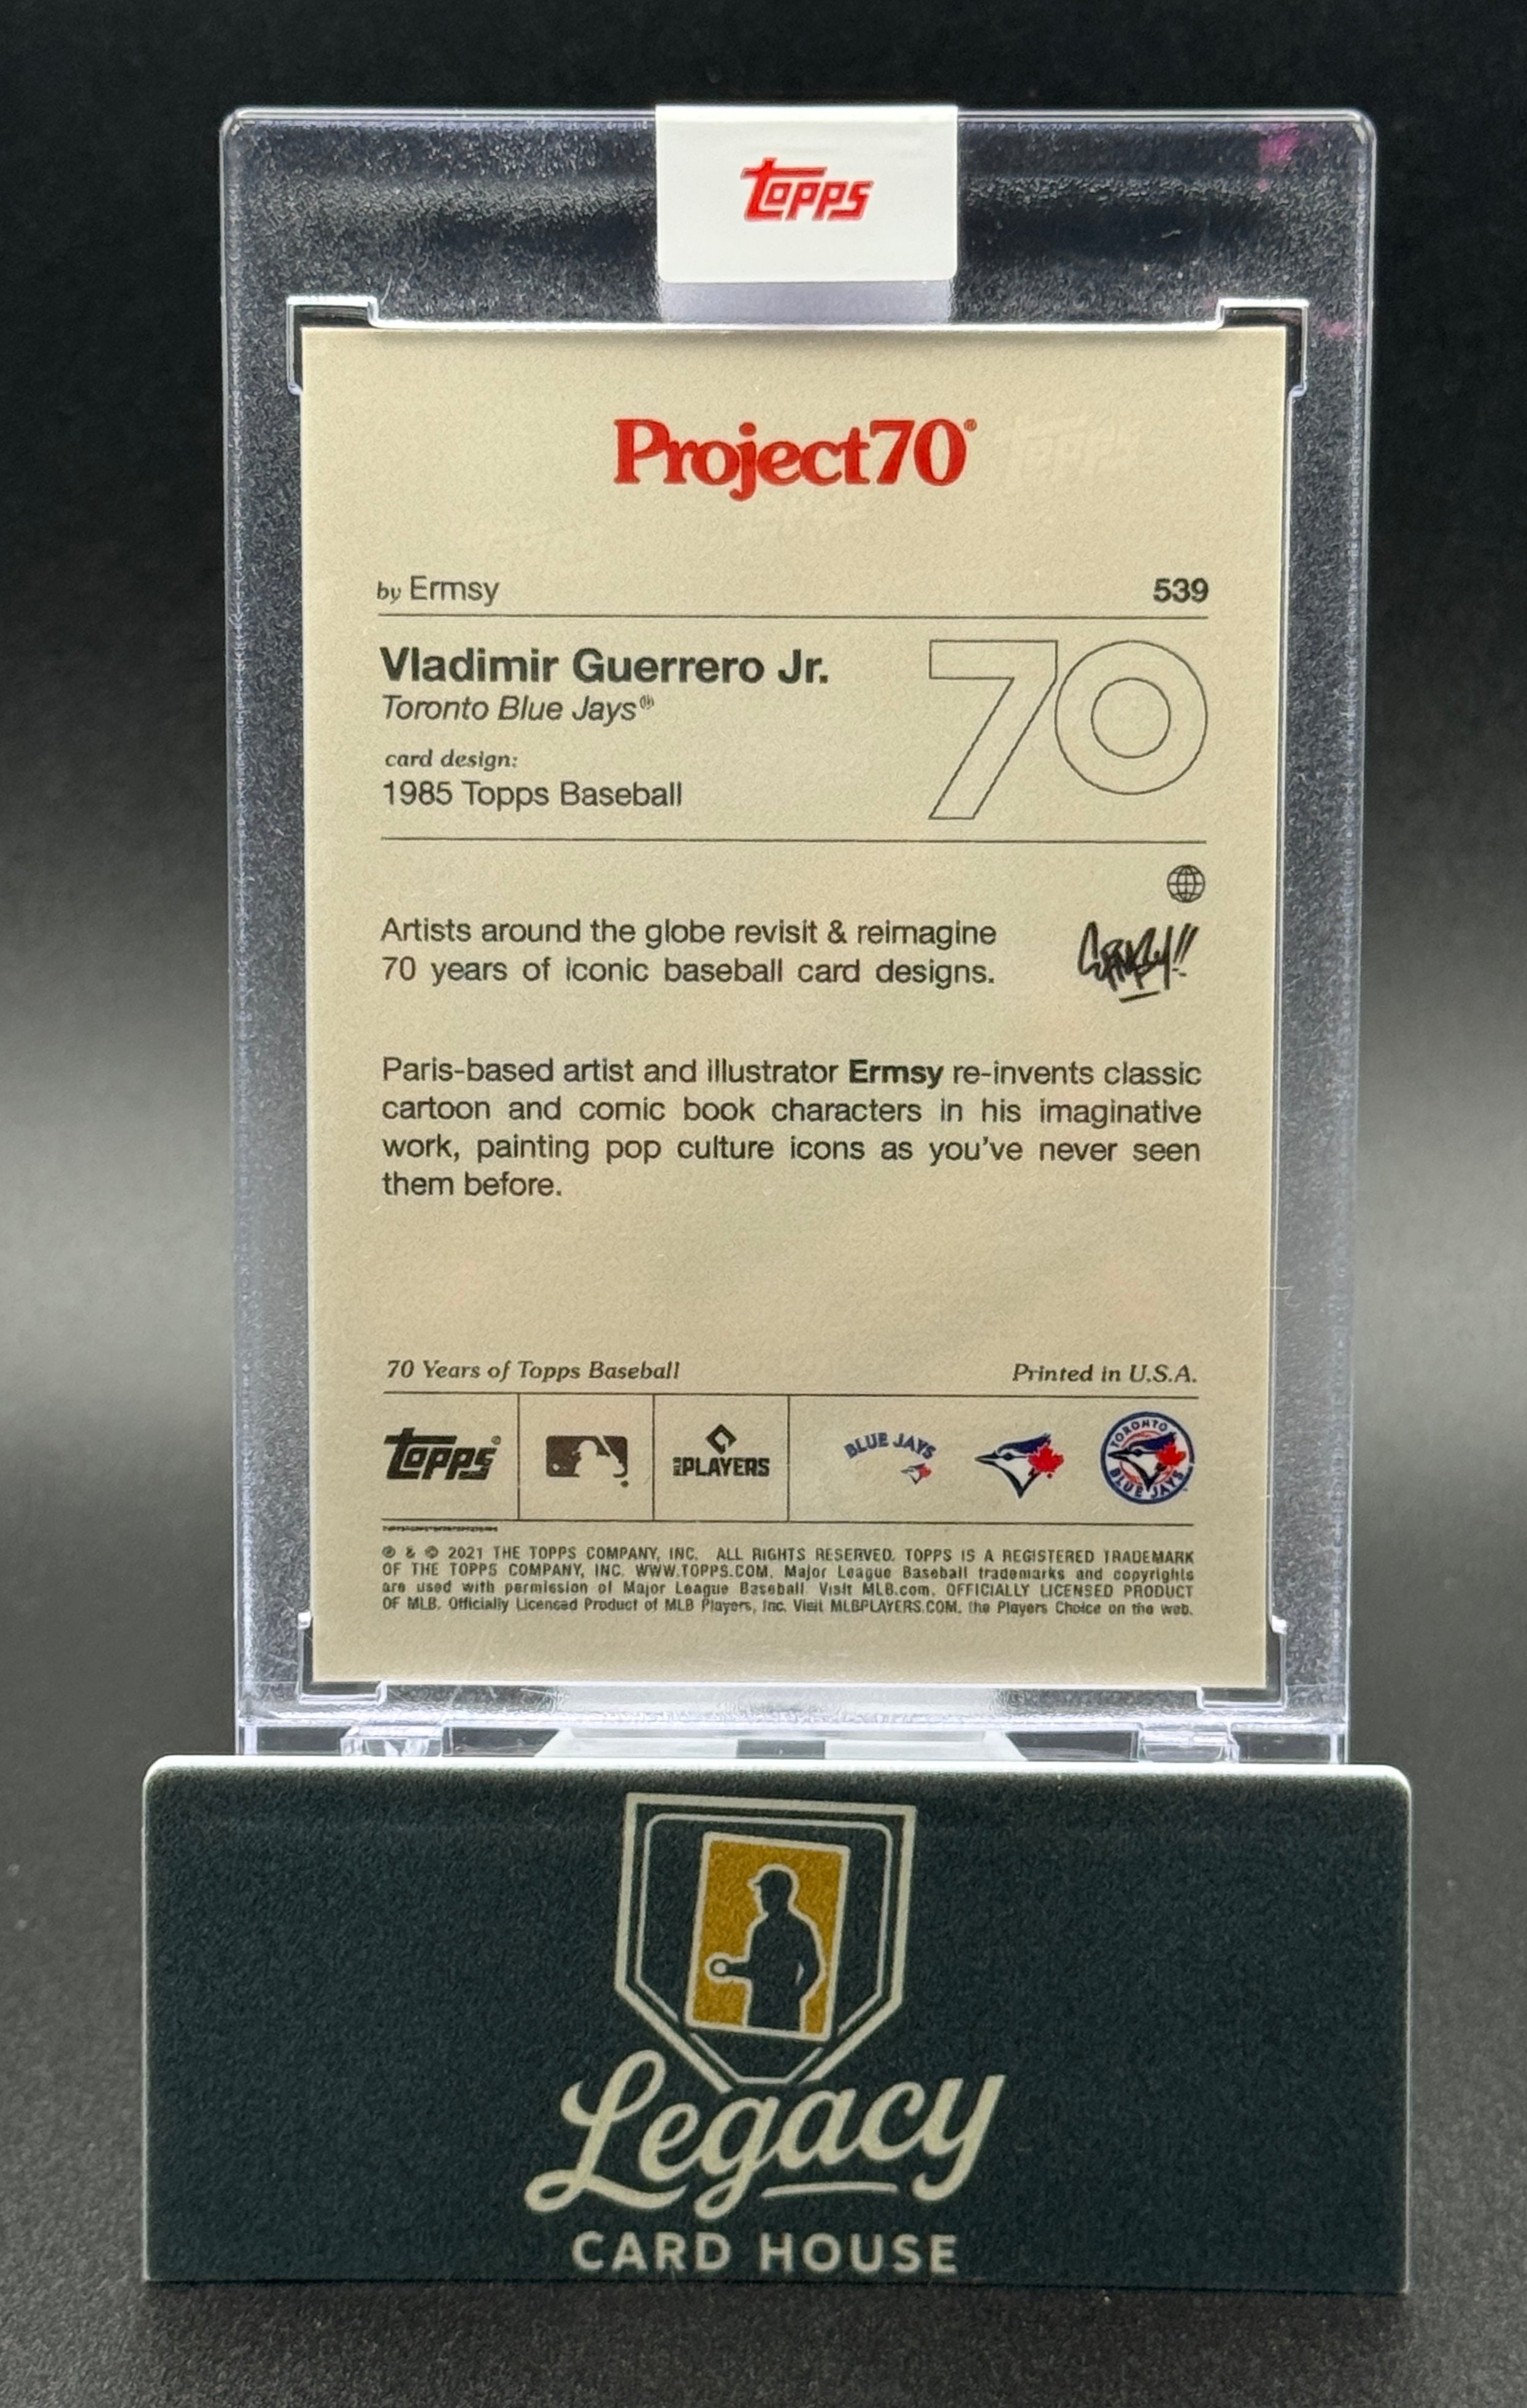 Topps
Project70®
by Ermsy 539
Vladimir Guerrero Jr.
Toronto Blue Jays®
card design:
1985 Topps Baseball
70
Artists around the globe revisit & reimagine
70 years of iconic baseball card designs.
Ermsy!!
Paris-based artist and illustrator Ermsy re-invents classic
cartoon and comic book characters in his imaginative
work, painting pop culture icons as you've never seen
them before.
70 Years of Topps Baseball Printed in U.S.A.
Topps® MLB PLAYERS BLUE JAYS TORONTO BLUE JAYS
® & © 2021 THE TOPPS COMPANY, INC. ALL RIGHTS RESERVED. TOPPS IS A REGISTERED TRADEMARK
OF THE TOPPS COMPANY, INC. WWW.TOPPS.COM. Major League Baseball trademarks and copyrights
are used with permission of Major League Baseball. Visit MLB.com. OFFICIALLY LICENSED PRODUCT
OF MLB. Officially Licensed Product of MLB Players, Inc. Visit MLBPLAYERS.COM, the Players Choice on the web.
Legacy
CARD HOUSE